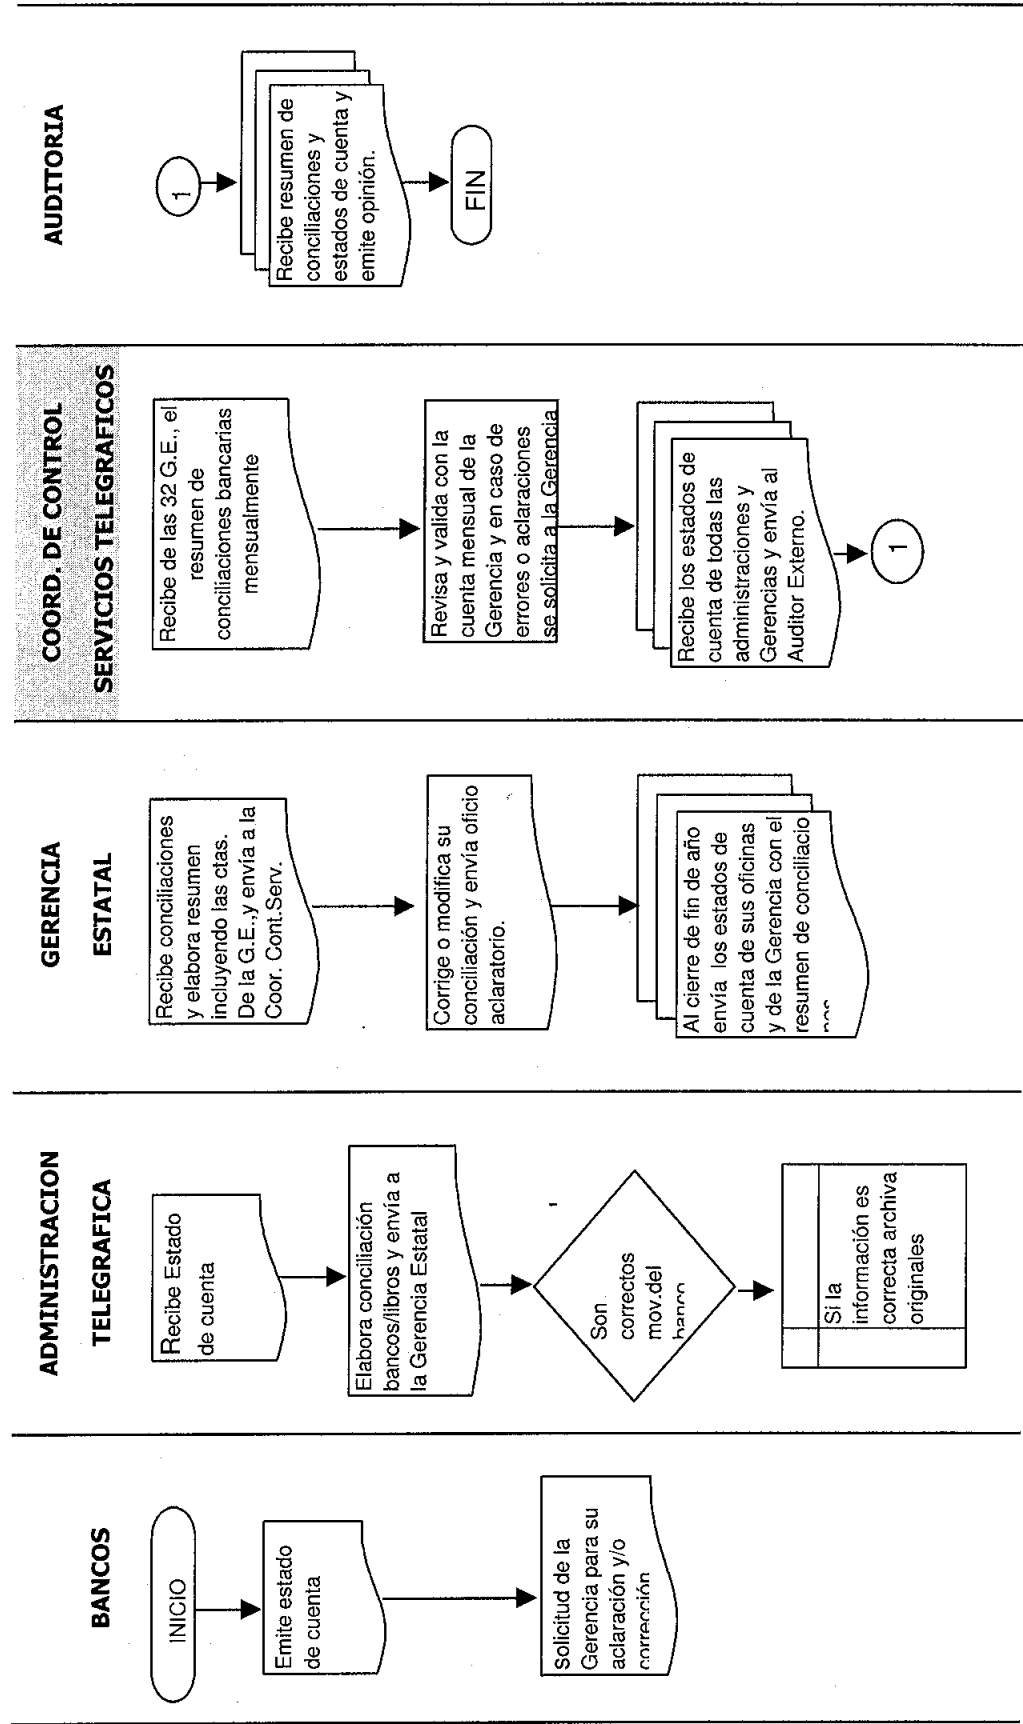 BANCOS
INICIO
Emite estado
de cuenta
Solicitud de la
Gerencia para su
aclaración y/o
corrección
ADMINISTRACION
TELEGRAFICA
Recibe Estado
de cuenta
Elabora conciliación
bancos/libros y envía a
la Gerencia Estatal
Son
correctos
mov.del
banco
Si la
información es
correcta archiva
originales
GERENCIA
ESTATAL
Recibe conciliaciones
y elabora resumen
incluyendo las ctas.
De la G.E.,y envía a la
Coor. Cont.Serv.
Corrige o modifica su
conciliación y envía oficio
aclaratorio.
Al cierre de fin de año
envía los estados de
cuenta de sus oficinas
y de la Gerencia con el
resumen de conciliacio
nes
COORD. DE CONTROL
SERVICIOS TELEGRAFICOS
Recibe de las 32 G.E., el
resumen de
conciliaciones bancarias
mensualmente
Revisa y valida con la
cuenta mensual de la
Gerencia y en caso de
errores o aclaraciones
se solicita a la Gerencia
Recibe los estados de
cuenta de todas las
administraciones y
Gerencias y envía al
Auditor Externo.
1
AUDITORIA
1
Recibe resumen de
conciliaciones y
estados de cuenta y
emite opinión.
FIN